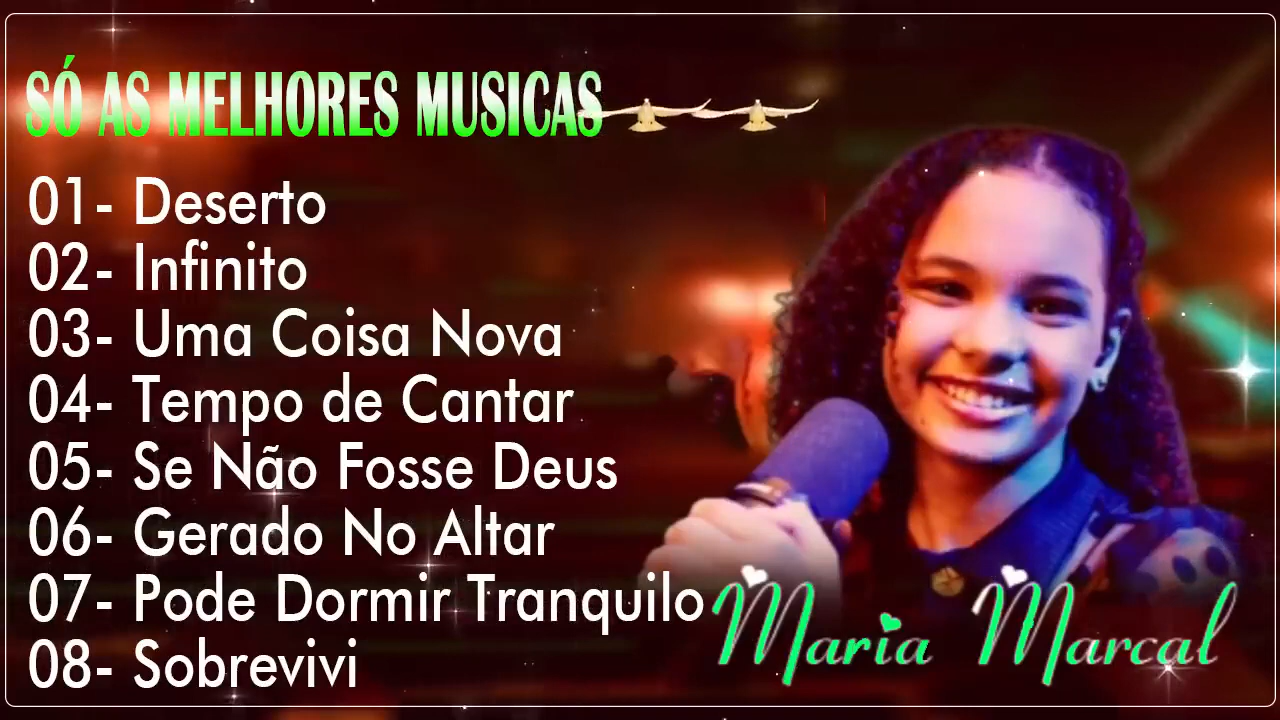 SÓ AS MELHORES MUSICAS
01- Deserto
02- Infinito
03- Uma Coisa Nova
04- Tempo de Cantar
05- Se Não Fosse Deus
06- Gerado No Altar
07- Pode Dormir Tranquilo
08- Sobrevivi
Maria Marcal